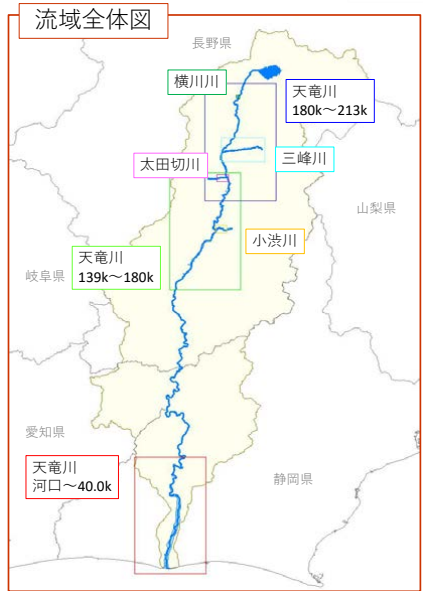 流域全体図
長野県
横川川
天竜川
180k～213k
太田切川
三峰川
山梨県
小渋川
天竜川
139k～180k
岐阜県
愛知県
天竜川
河口～40.0k
静岡県